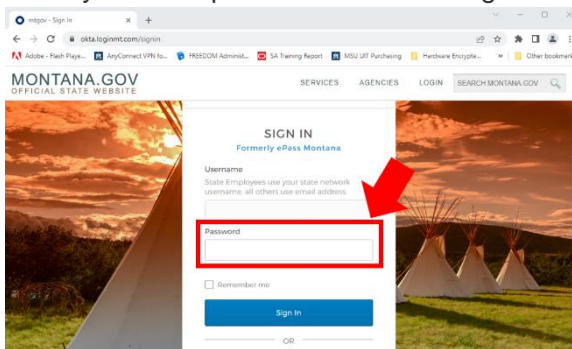 mtgov - Sign In
okta.loginmt.com/signin
Adobe - Flash Playe... AnyConnect VPN fo... FREEDOM Administ... SA Training Report MSU UIT Purchasing Hardware Encrypte... » Other bookmark
MONTANA.GOV
OFFICIAL STATE WEBSITE
SERVICES AGENCIES LOGIN SEARCH MONTANA.GOV
SIGN IN
Formerly ePass Montana
Username
State Employees use your state network
username, all others use email address.
Password
Remember me
Sign In
OR